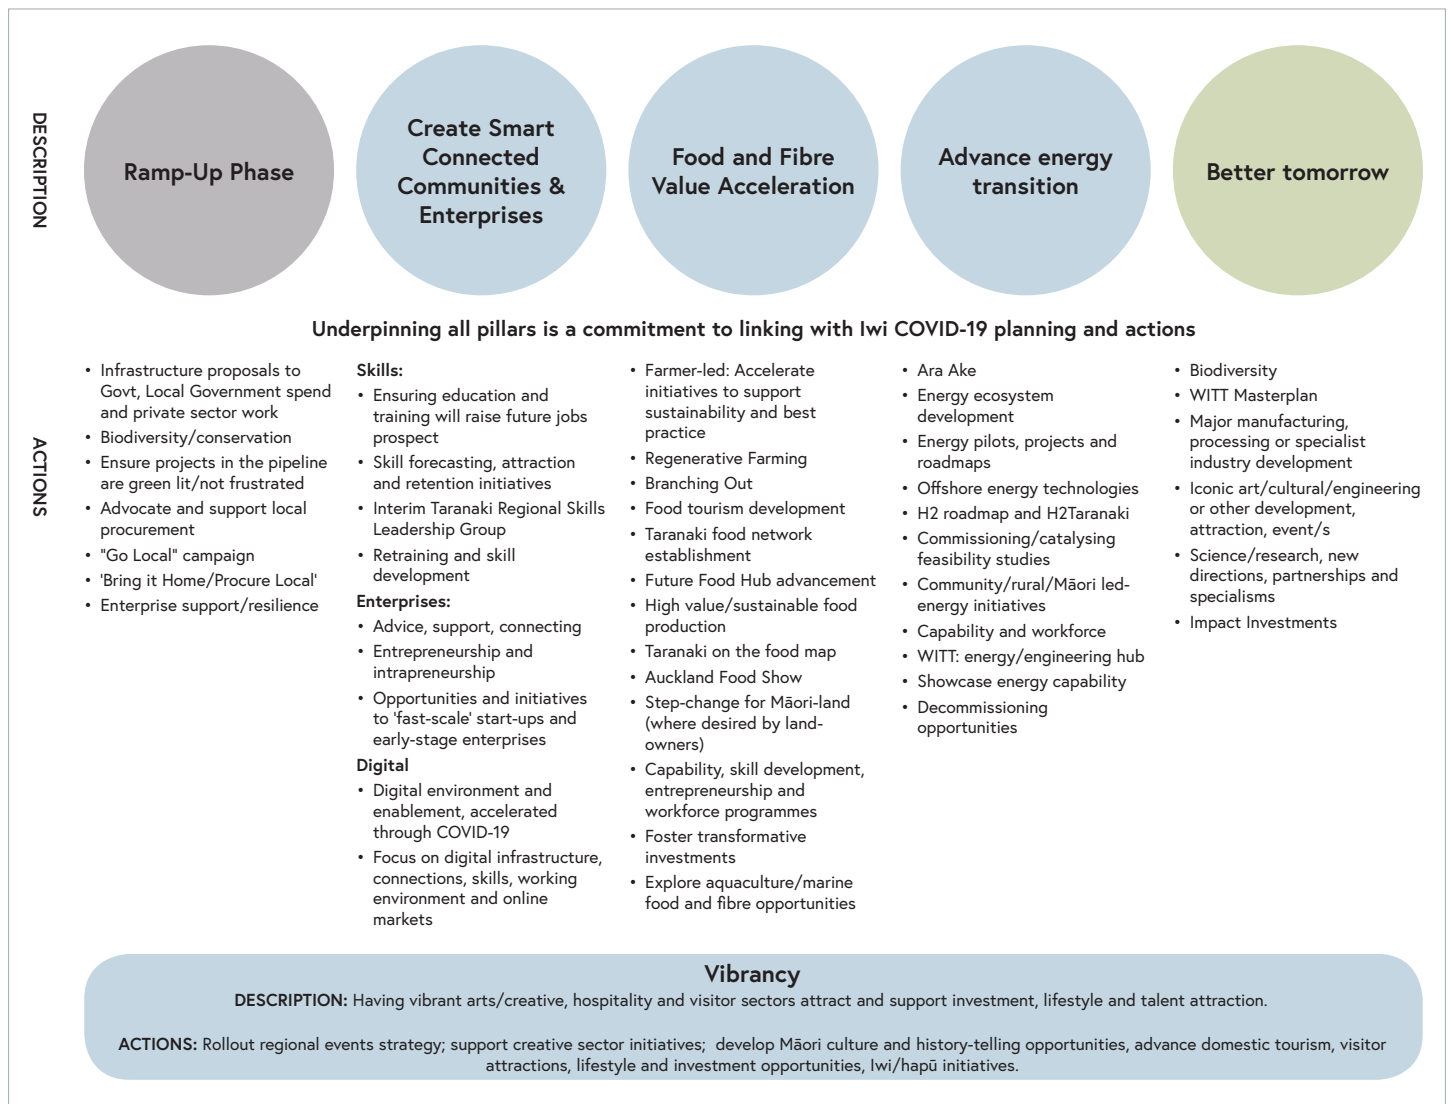 DESCRIPTION
Ramp-Up Phase
Create Smart
Connected
Communities &
Enterprises
Food and Fibre
Value Acceleration
Advance energy
transition
Better tomorrow
Underpinning all pillars is a commitment to linking with Iwi COVID-19 planning and actions
ACTIONS
• Infrastructure proposals to
Govt, Local Government spend
and private sector work
• Biodiversity/conservation
• Ensure projects in the pipeline
are green lit/not frustrated
• Advocate and support local
procurement
• "Go Local" campaign
• 'Bring it Home/Procure Local'
• Enterprise support/resilience
Skills:
• Ensuring education and
training will raise future jobs
prospect
• Skill forecasting, attraction
and retention initiatives
• Interim Taranaki Regional Skills
Leadership Group
• Retraining and skill
development
Enterprises:
• Advice, support, connecting
• Entrepreneurship and
intrapreneurship
• Opportunities and initiatives
to 'fast-scale' start-ups and
early-stage enterprises
Digital
• Digital environment and
enablement, accelerated
through COVID-19
• Focus on digital infrastructure,
connections, skills, working
environment and online
markets
• Farmer-led: Accelerate
initiatives to support
sustainability and best
practice
• Regenerative Farming
• Branching Out
• Food tourism development
• Taranaki food network
establishment
• Future Food Hub advancement
• High value/sustainable food
production
• Taranaki on the food map
• Auckland Food Show
• Step-change for Māori-land
(where desired by land-
owners)
• Capability, skill development,
entrepreneurship and
workforce programmes
• Foster transformative
investments
• Explore aquaculture/marine
food and fibre opportunities
• Ara Ake
• Energy ecosystem
development
• Energy pilots, projects and
roadmaps
• Offshore energy technologies
• H2 roadmap and H2Taranaki
• Commissioning/catalysing
feasibility studies
• Community/rural/Māori led-
energy initiatives
• Capability and workforce
• WITT: energy/engineering hub
• Showcase energy capability
• Decommissioning
opportunities
• Biodiversity
• WITT Masterplan
• Major manufacturing,
processing or specialist
industry development
• Iconic art/cultural/engineering
or other development,
attraction, event/s
• Science/research, new
directions, partnerships and
specialisms
• Impact Investments
Vibrancy
DESCRIPTION: Having vibrant arts/creative, hospitality and visitor sectors attract and support investment, lifestyle and talent attraction.
ACTIONS: Rollout regional events strategy; support creative sector initiatives; develop Māori culture and history-telling opportunities, advance domestic tourism, visitor
attractions, lifestyle and investment opportunities, Iwi/hapū initiatives.